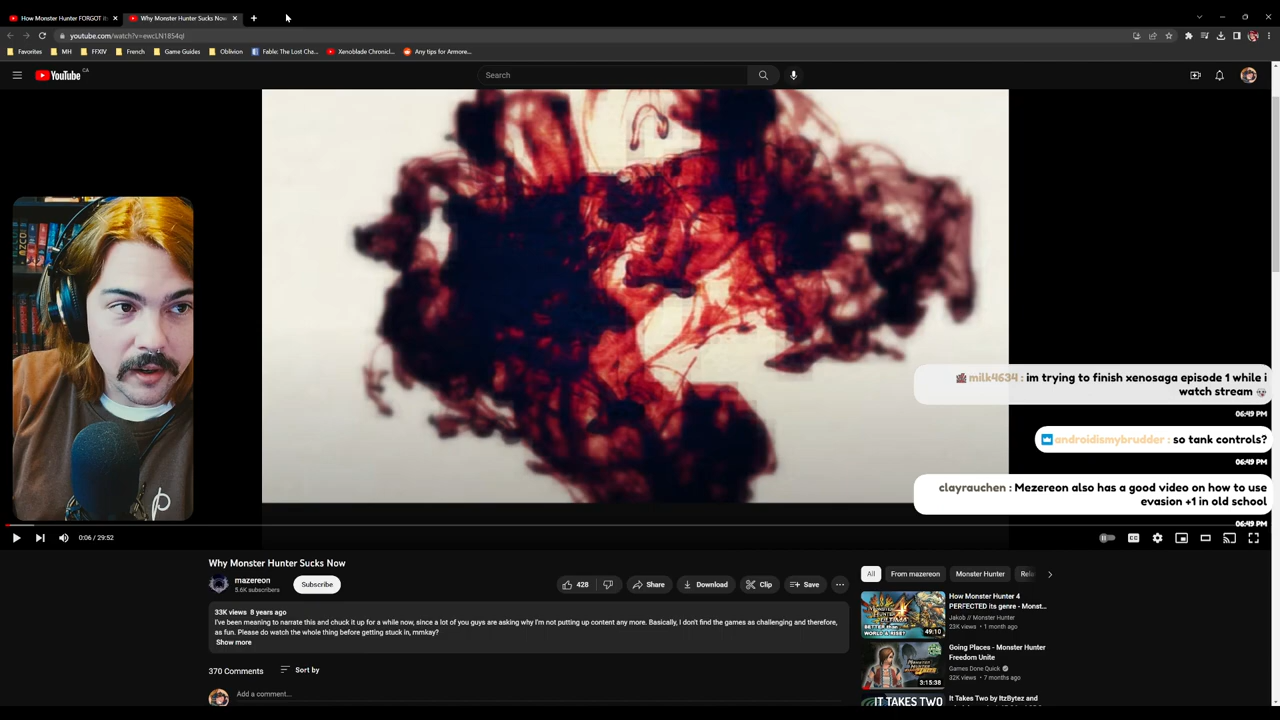 How Monster Hunter FORGOT it
Why Monster Hunter Sucks Now
youtube.com/watch?v=ewcLN18S4qI
Favorites
MH
FFXIV
French
Game Guides
Oblivion
Fable: The Lost Cha...
Xenoblade Chronicl...
Any tips for Armore...
YouTube CA
Search
milk4634 : im trying to finish xenosaga episode 1 while i
watch stream
06:49 PM
androidismybrudder : so tank controls?
06:49 PM
clayrauchen : Mezereon also has a good video on how to use
evasion +1 in old school
06:49 PM
0:06 / 29:52
CC
Why Monster Hunter Sucks Now
mazereon
5.6K subscribers
Subscribe
428
Share
Download
Clip
Save
33K views 8 years ago
I've been meaning to narrate this and chuck it up for a while now, since a lot of you guys are asking why I'm not putting up content any more. Basically, I don't find the games as challenging and therefore,
as fun. Please do watch the whole thing before getting stuck in, mmkay?
Show more
370 Comments
Sort by
Add a comment...
All
From mazereon
Monster Hunter
Rela
How Monster Hunter 4
PERFECTED its genre - Monst...
Jakob // Monster Hunter
23K views • 1 month ago
BETTER THAN
WORLD & RISE?
49:10
Going Places - Monster Hunter
Freedom Unite
Games Done Quick
32K views • 7 months ago
3:15:38
It Takes Two by ItzBytez and
IT TAKES TWO